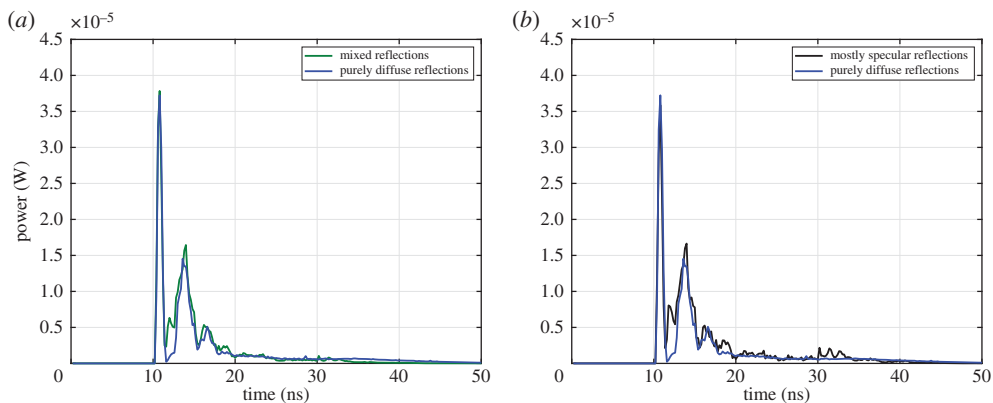 (a)
×10⁻⁵
4.5
4.0
3.5
3.0
2.5
2.0
1.5
1.0
0.5
0
power (W)
mixed reflections
purely diffuse reflections
10 20 30 40 50
time (ns)
(b)
×10⁻⁵
4.5
4.0
3.5
3.0
2.5
2.0
1.5
1.0
0.5
0
mostly specular reflections
purely diffuse reflections
10 20 30 40 50
time (ns)